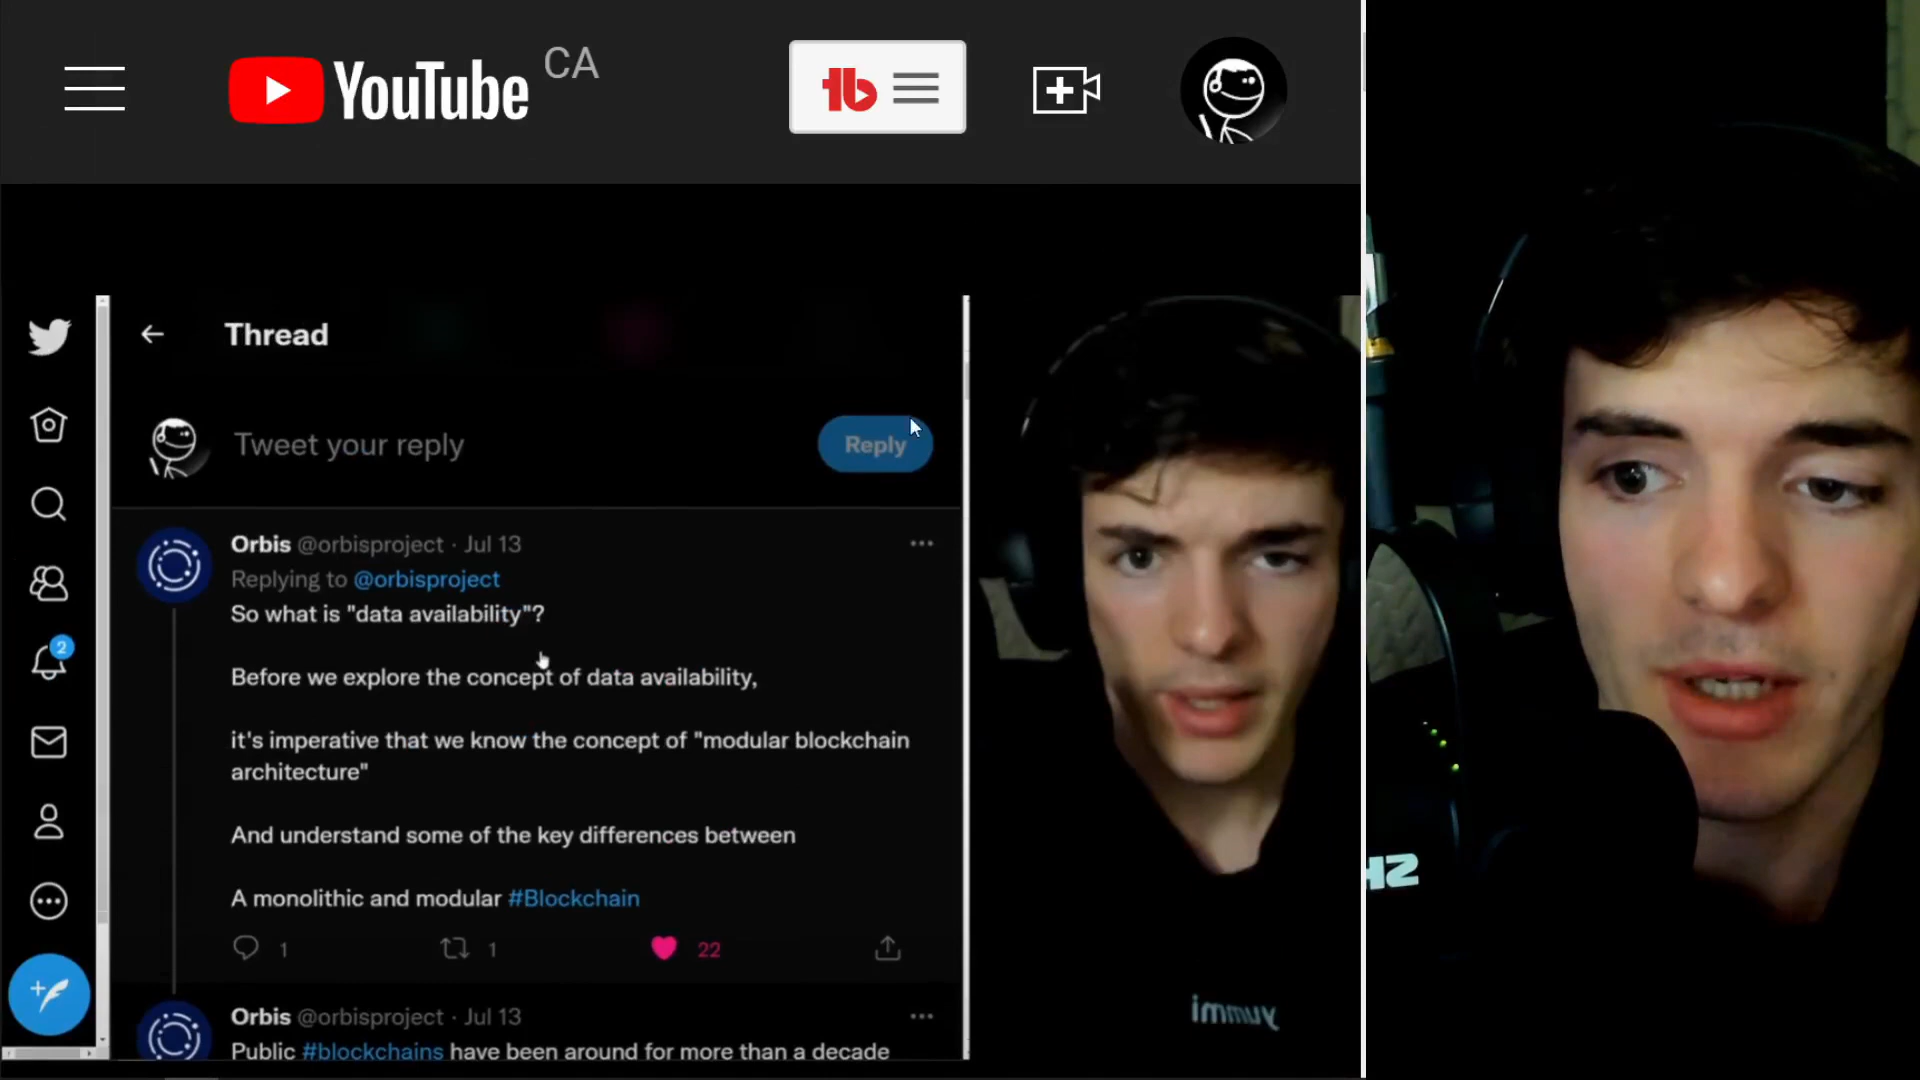 YouTube CA
tb
Thread
Tweet your reply
Reply
Orbis @orbisproject · Jul 13
Replying to @orbisproject
So what is "data availability"?
Before we explore the concept of data availability,
it's imperative that we know the concept of "modular blockchain
architecture"
And understand some of the key differences between
A monolithic and modular #Blockchain
1 1 22
2
Orbis @orbisproject · Jul 13
Public #blockchains have been around for more than a decade
yummi